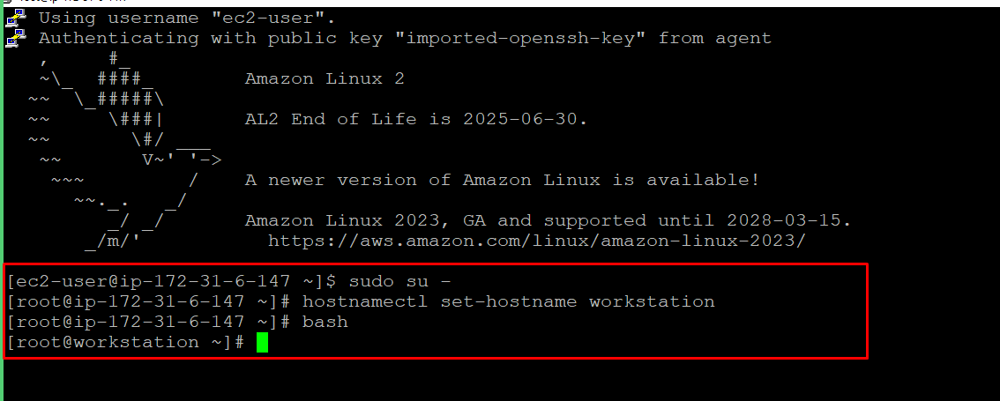 Using username "ec2-user".
Authenticating with public key "imported-openssh-key" from agent
   ,     #_
   ~\_  ####_        Amazon Linux 2
  ~~  \_#####\
  ~~     \###|       AL2 End of Life is 2025-06-30.
  ~~       \#/ ___
   ~~       V~' '->
    ~~~         /    A newer version of Amazon Linux is available!
      ~~._.   _/
         _/ _/       Amazon Linux 2023, GA and supported until 2028-03-15.
       _/m/'           https://aws.amazon.com/linux/amazon-linux-2023/
[ec2-user@ip-172-31-6-147 ~]$ sudo su -
[root@ip-172-31-6-147 ~]# hostnamectl set-hostname workstation
[root@ip-172-31-6-147 ~]# bash
[root@workstation ~]#